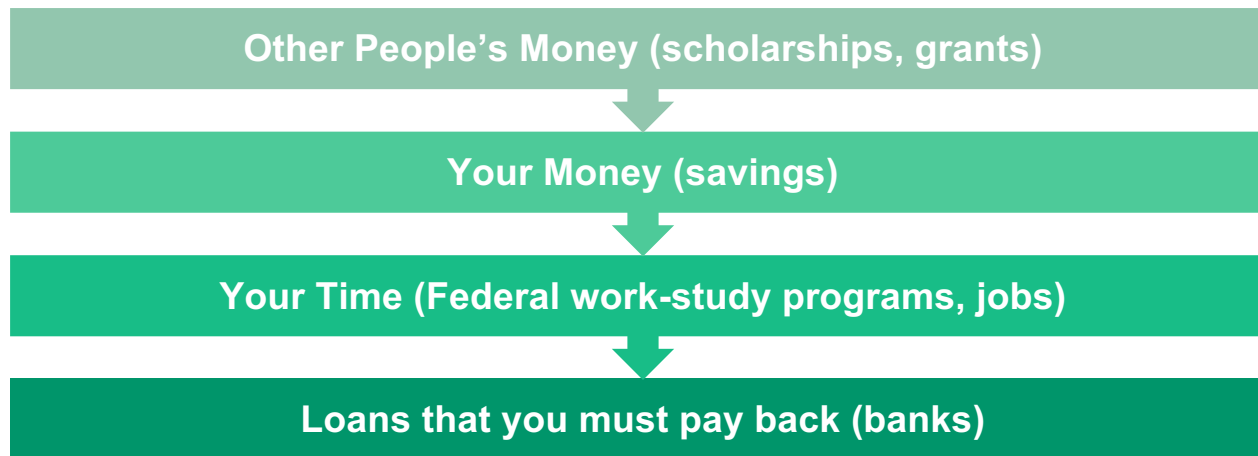 Other People’s Money (scholarships, grants)
Your Money (savings)
Your Time (Federal work-study programs, jobs)
Loans that you must pay back (banks)